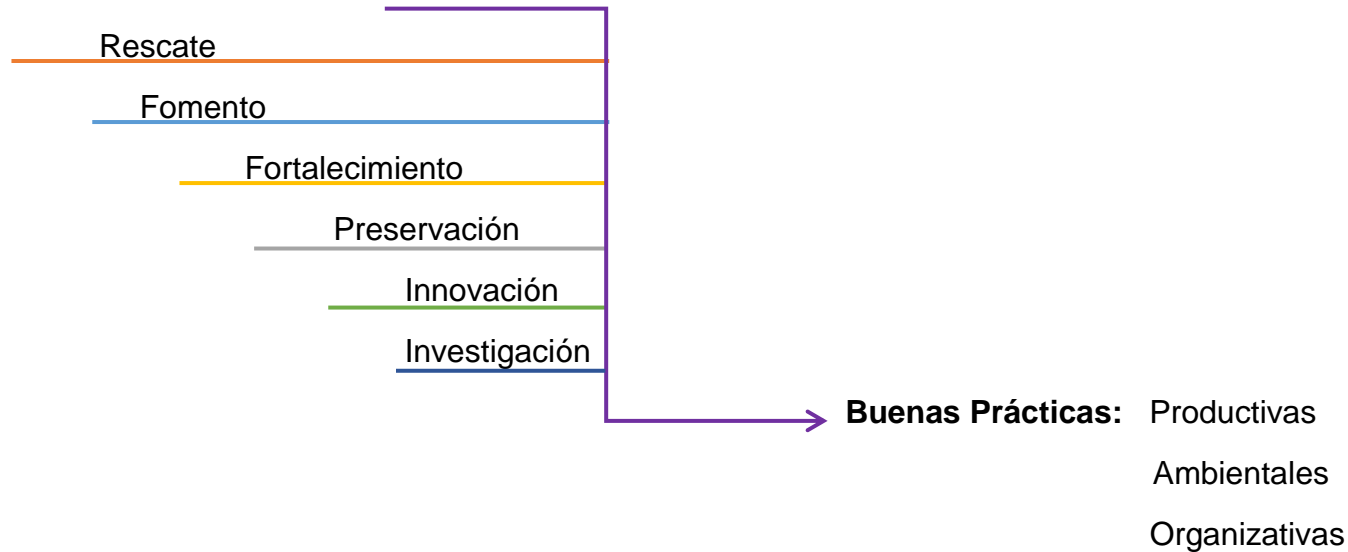 Rescate
Fomento
Fortalecimiento
Preservación
Innovación
Investigación
Buenas Prácticas: Productivas
Ambientales
Organizativas